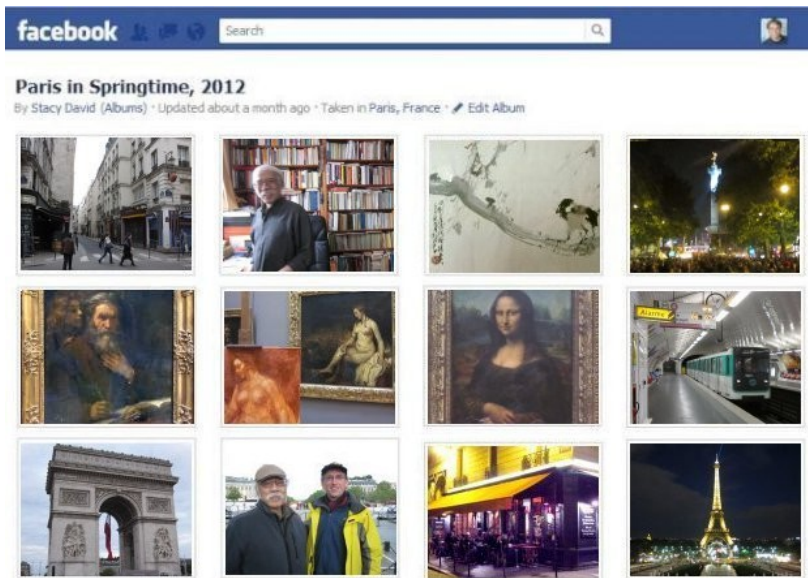 facebook Search
Paris in Springtime, 2012
By Stacy David (Albums) · Updated about a month ago · Taken in Paris, France · Edit Album
Alarme